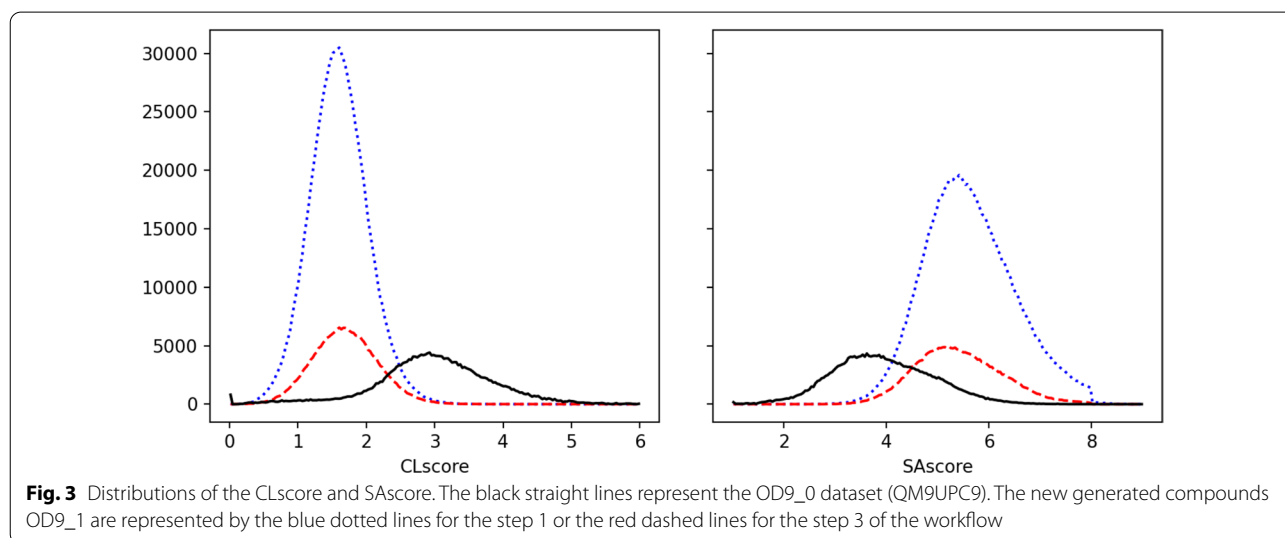 30000
25000
20000
15000
10000
5000
0
0 1 2 3 4 5 6
2 4 6 8
CLscore
SAscore
Fig. 3 Distributions of the CLscore and SAscore. The black straight lines represent the OD9_0 dataset (QM9UPC9). The new generated compounds
OD9_1 are represented by the blue dotted lines for the step 1 or the red dashed lines for the step 3 of the workflow